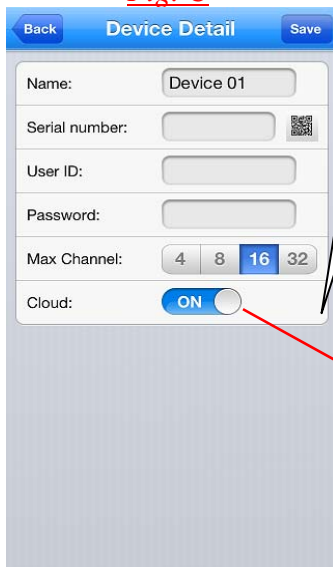 Back Device Detail Save
Name: Device 01
Serial number:
User ID:
Password:
Max Channel: 4 8 16 32
Cloud: ON